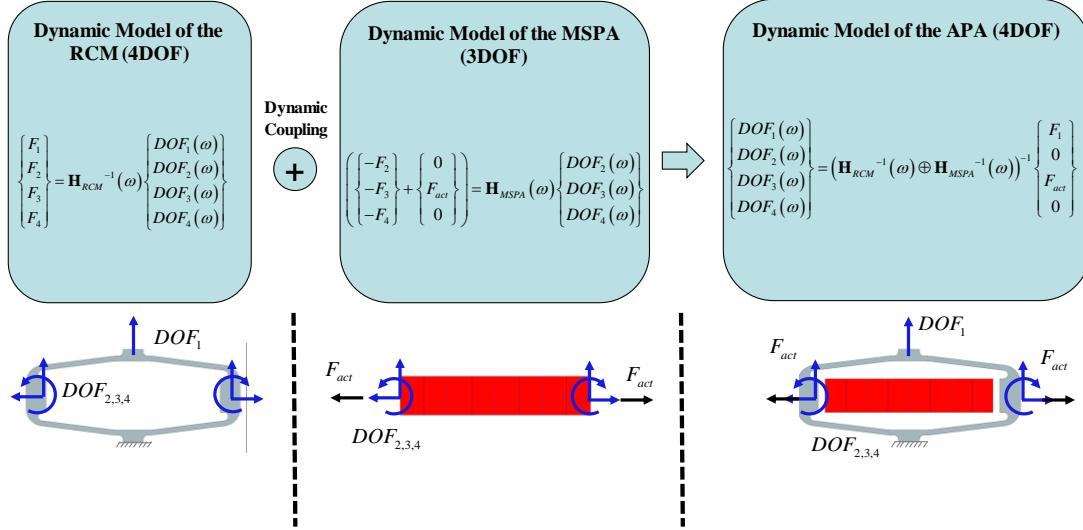 Dynamic Model of the
RCM (4DOF)
{F₁ F₂ F₃ F₄} = H_RCM⁻¹(ω) {DOF₁(ω) DOF₂(ω) DOF₃(ω) DOF₄(ω)}
Dynamic
Coupling
+
Dynamic Model of the MSPA
(3DOF)
({−F₂ −F₃ −F₄} + {0 F_act 0}) = H_MSPA(ω) {DOF₂(ω) DOF₃(ω) DOF₄(ω)}
Dynamic Model of the APA (4DOF)
{DOF₁(ω) DOF₂(ω) DOF₃(ω) DOF₄(ω)} = (H_RCM⁻¹(ω) ⊕ H_MSPA⁻¹(ω))⁻¹ {F₁ 0 F_act 0}
DOF₁
DOF₂,₃,₄
F_act
F_act
DOF₂,₃,₄
DOF₁
F_act
F_act
DOF₂,₃,₄